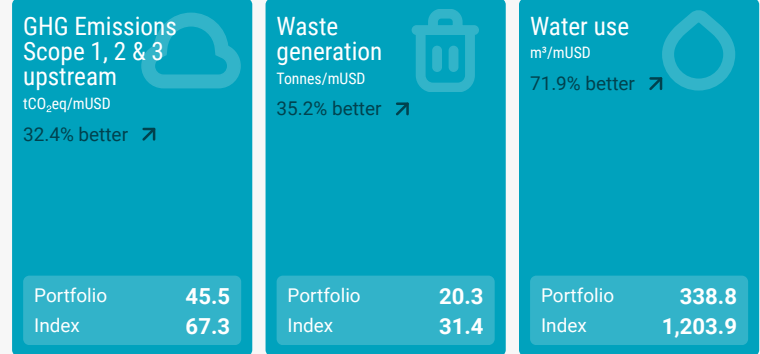 GHG Emissions
Scope 1, 2 & 3
upstream
tCO₂eq/mUSD
32.4% better
Portfolio 45.5
Index 67.3
Waste
generation
Tonnes/mUSD
35.2% better
Portfolio 20.3
Index 31.4
Water use
m³/mUSD
71.9% better
Portfolio 338.8
Index 1,203.9